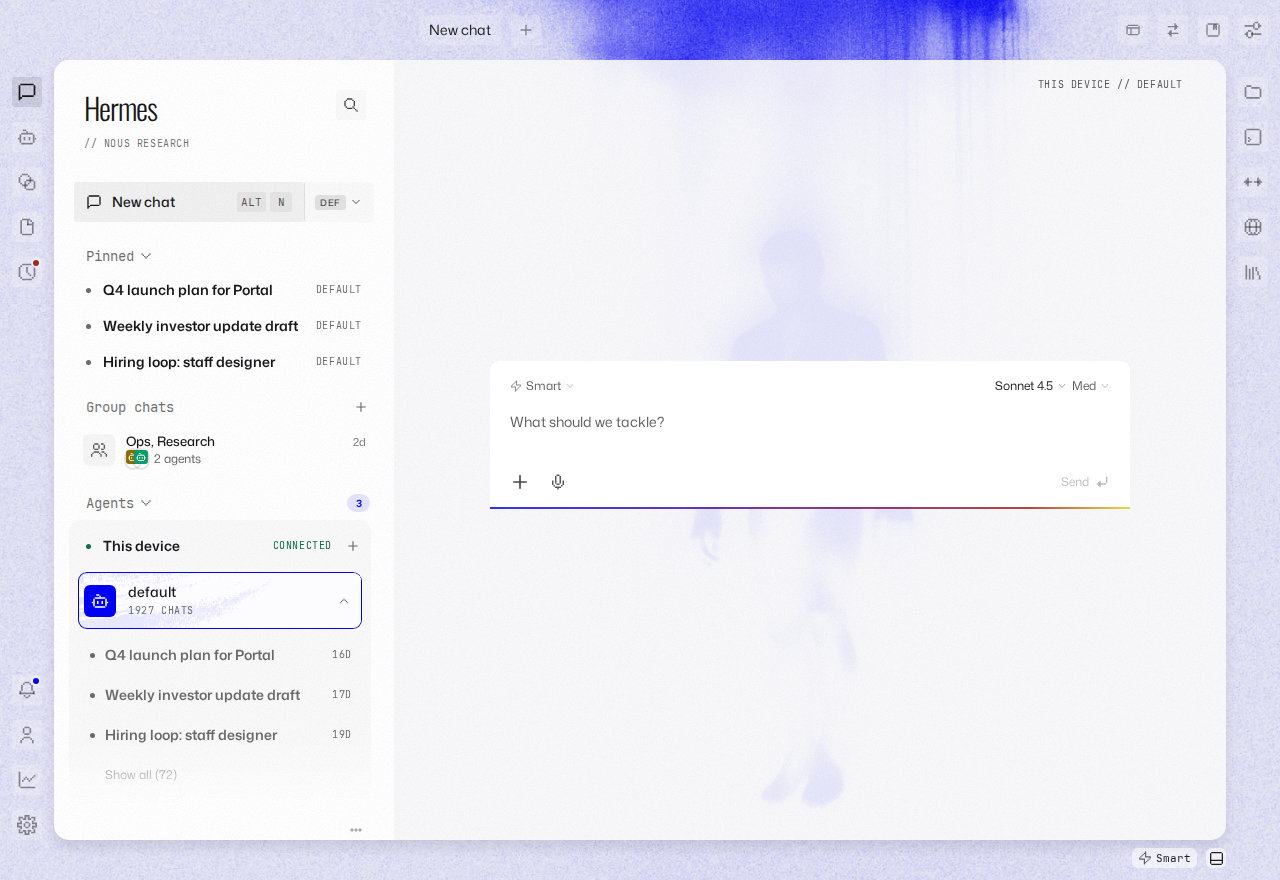 New chat
THIS DEVICE // DEFAULT
Hermes
// NOUS RESEARCH
New chat ALT N DEF
Pinned
Q4 launch plan for Portal DEFAULT
Weekly investor update draft DEFAULT
Hiring loop: staff designer DEFAULT
Group chats
Ops, Research 2d
2 agents
Agents 3
This device CONNECTED
default
1927 CHATS
Q4 launch plan for Portal 16D
Weekly investor update draft 17D
Hiring loop: staff designer 19D
Show all (72)
Smart Sonnet 4.5 Med
What should we tackle?
Send
Smart